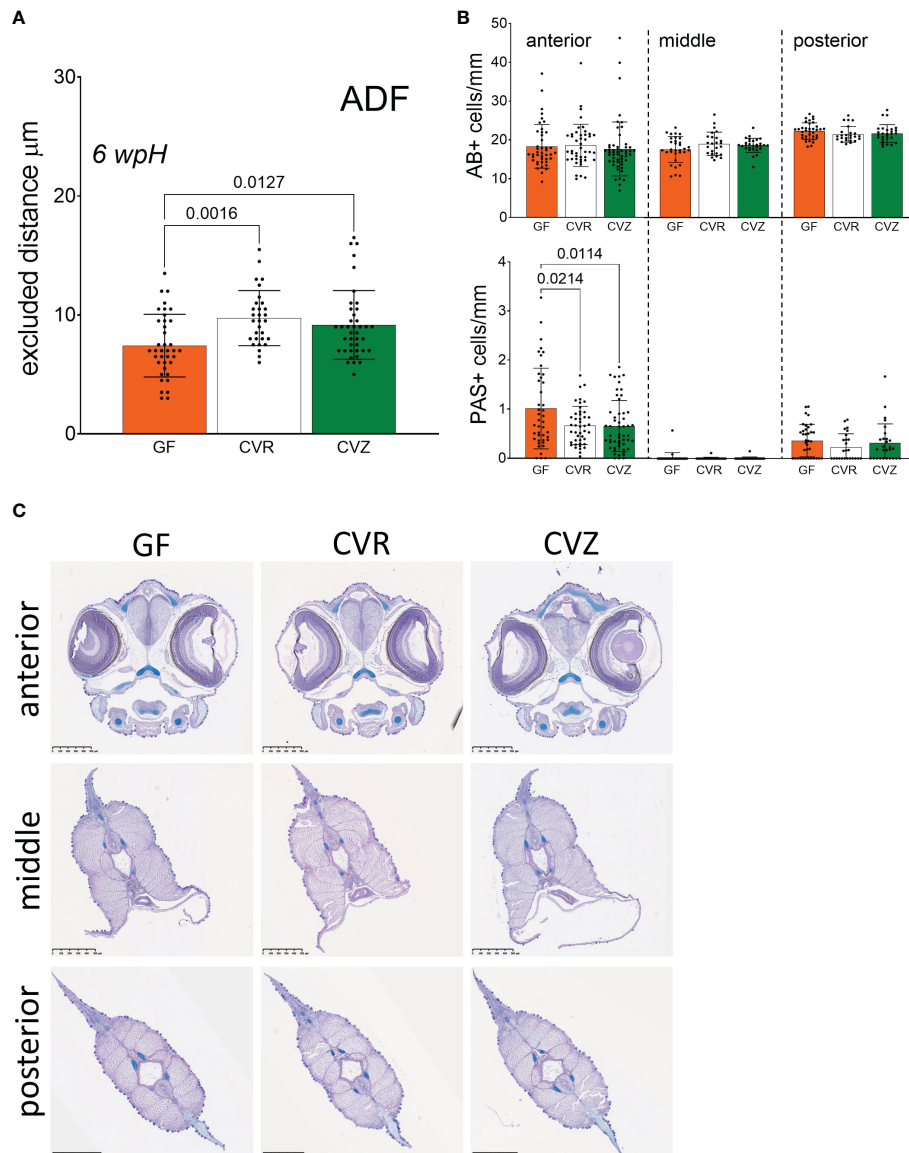 A
30
20
10
0
excluded distance μm
ADF
6 wpH
0.0127
0.0016
GF CVR CVZ
B
50
40
30
20
10
0
AB+ cells/mm
anterior middle posterior
GF CVR CVZ GF CVR CVZ GF CVR CVZ
4
3
2
1
0
PAS+ cells/mm
0.0114
0.0214
GF CVR CVZ GF CVR CVZ GF CVR CVZ
C
GF CVR CVZ
anterior
middle
posterior